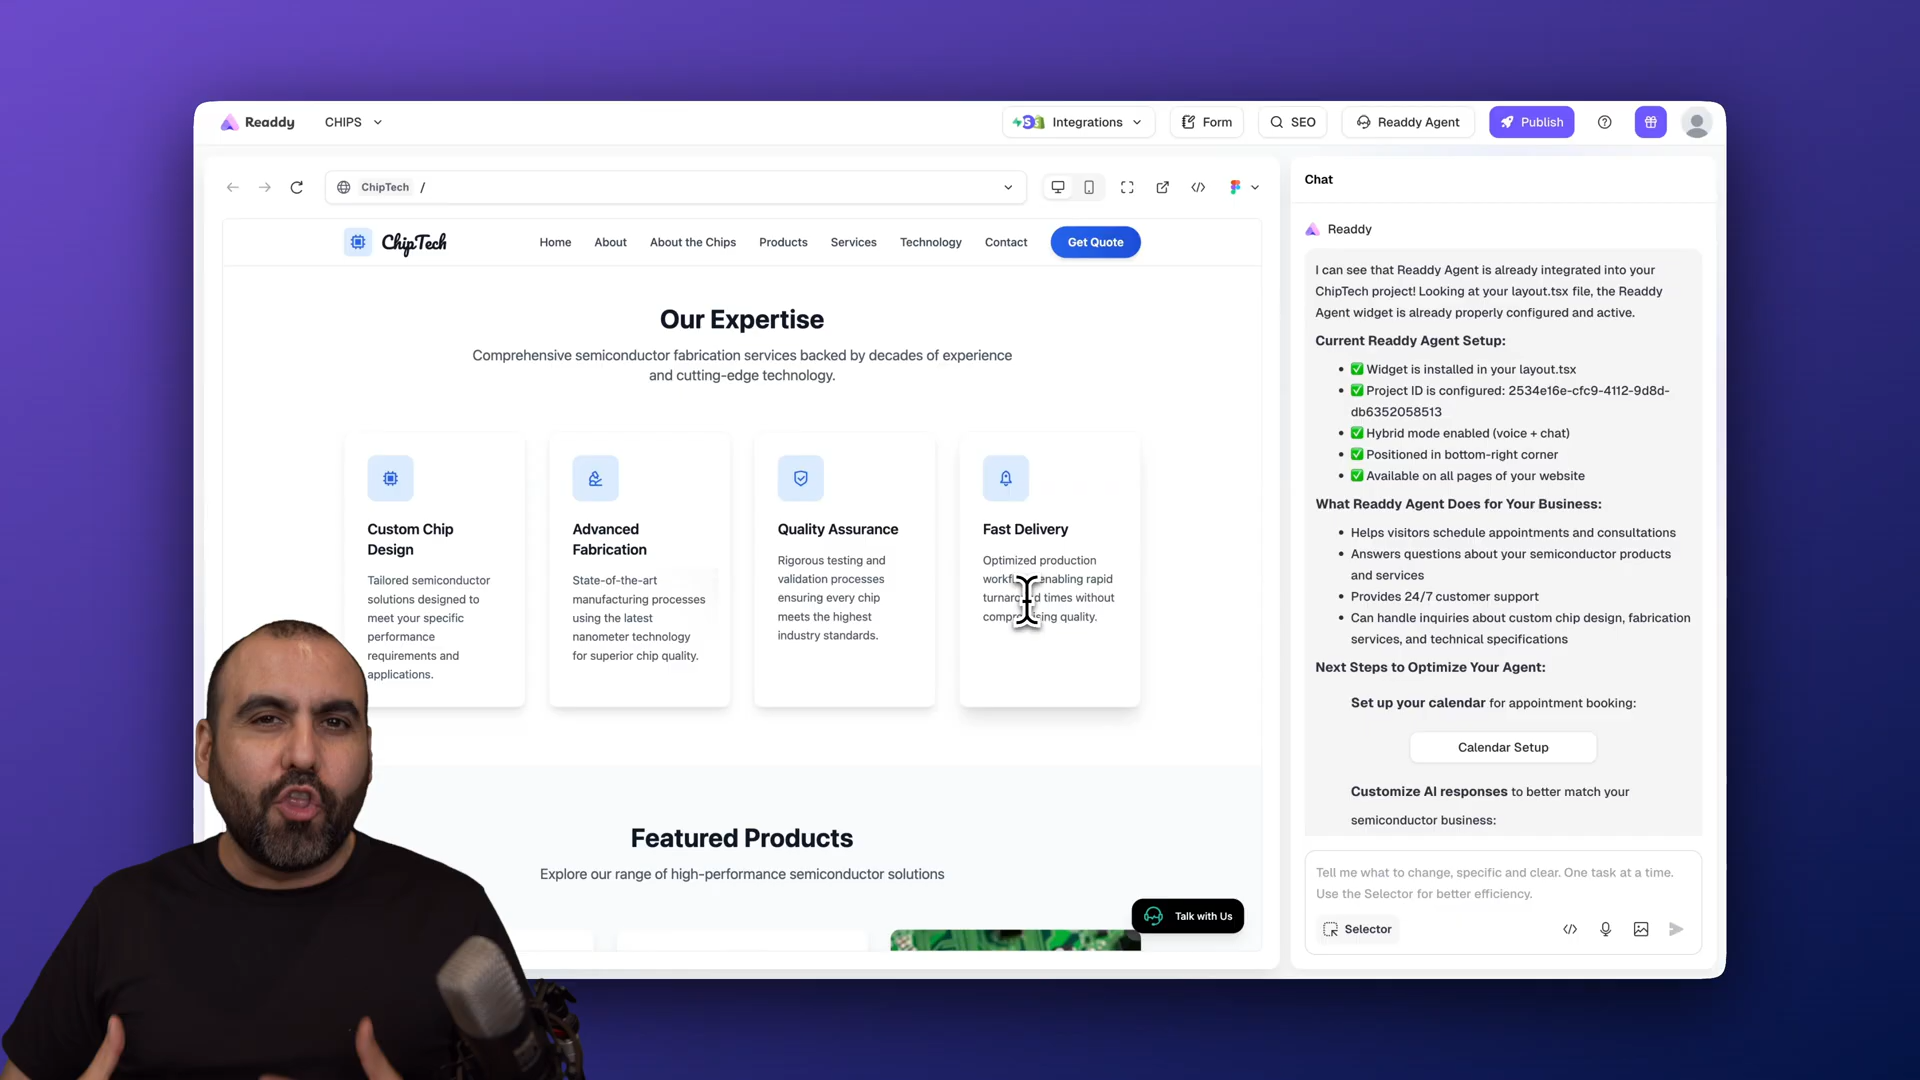 Readdy
CHIPS
Integrations
Form
SEO
Readdy Agent
Publish
ChipTech /
ChipTech
Home
About
About the Chips
Products
Services
Technology
Contact
Get Quote
Our Expertise
Comprehensive semiconductor fabrication services backed by decades of experience
and cutting-edge technology.
Custom Chip
Design
Tailored semiconductor
solutions designed to
meet your specific
performance
requirements and
applications.
Advanced
Fabrication
State-of-the-art
manufacturing processes
using the latest
nanometer technology
for superior chip quality.
Quality Assurance
Rigorous testing and
validation processes
ensuring every chip
meets the highest
industry standards.
Fast Delivery
Optimized production
workflows enabling rapid
turnaround times without
compromising quality.
Featured Products
Explore our range of high-performance semiconductor solutions
Talk with Us
Chat
Readdy
I can see that Readdy Agent is already integrated into your
ChipTech project! Looking at your layout.tsx file, the Readdy
Agent widget is already properly configured and active.
Current Readdy Agent Setup:
• ✅ Widget is installed in your layout.tsx
• ✅ Project ID is configured: 2534e16e-cfc9-4112-9d8d-
db6352058513
• ✅ Hybrid mode enabled (voice + chat)
• ✅ Positioned in bottom-right corner
• ✅ Available on all pages of your website
What Readdy Agent Does for Your Business:
• Helps visitors schedule appointments and consultations
• Answers questions about your semiconductor products
and services
• Provides 24/7 customer support
• Can handle inquiries about custom chip design, fabrication
services, and technical specifications
Next Steps to Optimize Your Agent:
Set up your calendar for appointment booking:
Calendar Setup
Customize AI responses to better match your
semiconductor business:
Tell me what to change, specific and clear. One task at a time.
Use the Selector for better efficiency.
Selector